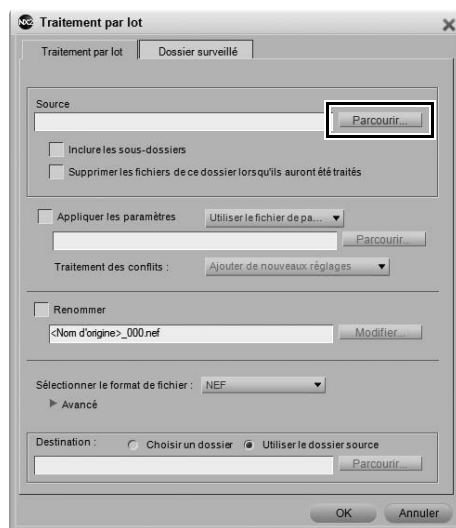 NX2 Traitement par lot
Traitement par lot Dossier surveillé
Source
Parcourir...
Inclure les sous-dossiers
Supprimer les fichiers de ce dossier lorsqu'ils auront été traités
Appliquer les paramètres Utiliser le fichier de pa...
Parcourir...
Traitement des conflits : Ajouter de nouveaux réglages
Renommer
<Nom d'origine>_000.nef Modifier...
Sélectionner le format de fichier : NEF
Avancé
Destination : Choisir un dossier Utiliser le dossier source
Parcourir...
OK Annuler